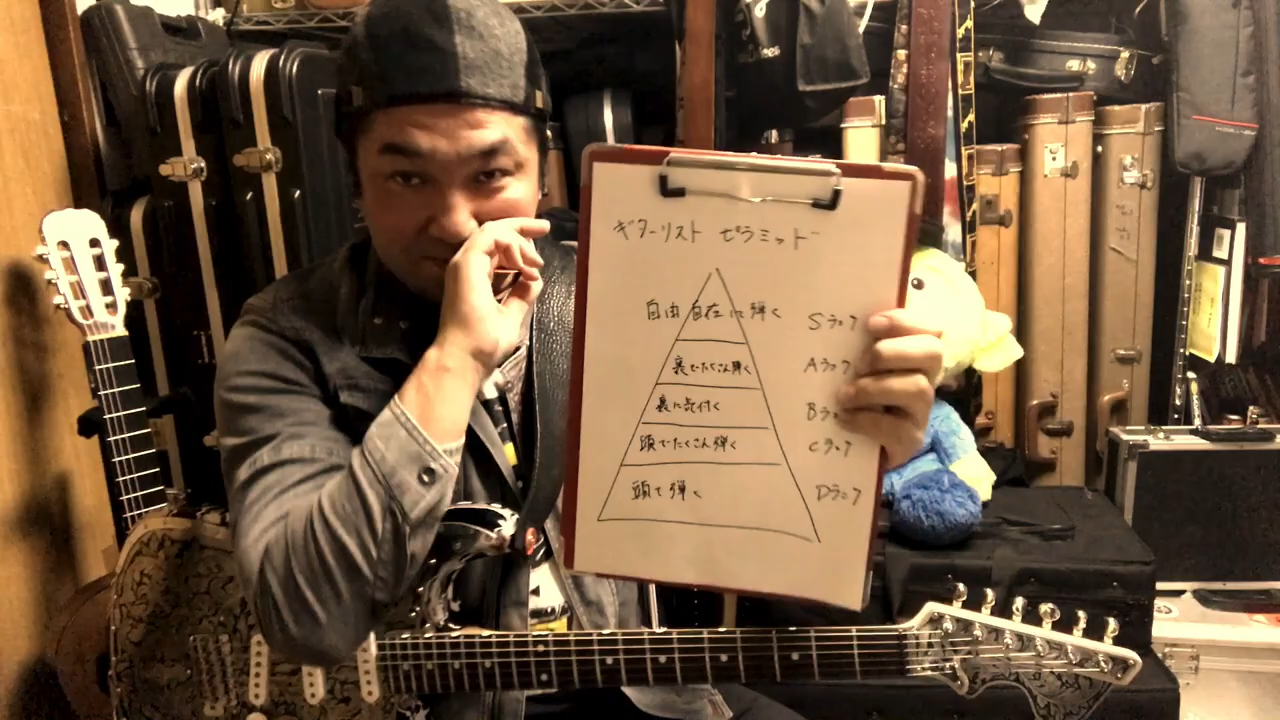 ギターリスト ピラミッド
自由自在に弾く Sランク
裏でたくさん弾く Aランク
裏に気付く Bランク
頭でたくさん弾く Cランク
頭で弾く Dランク